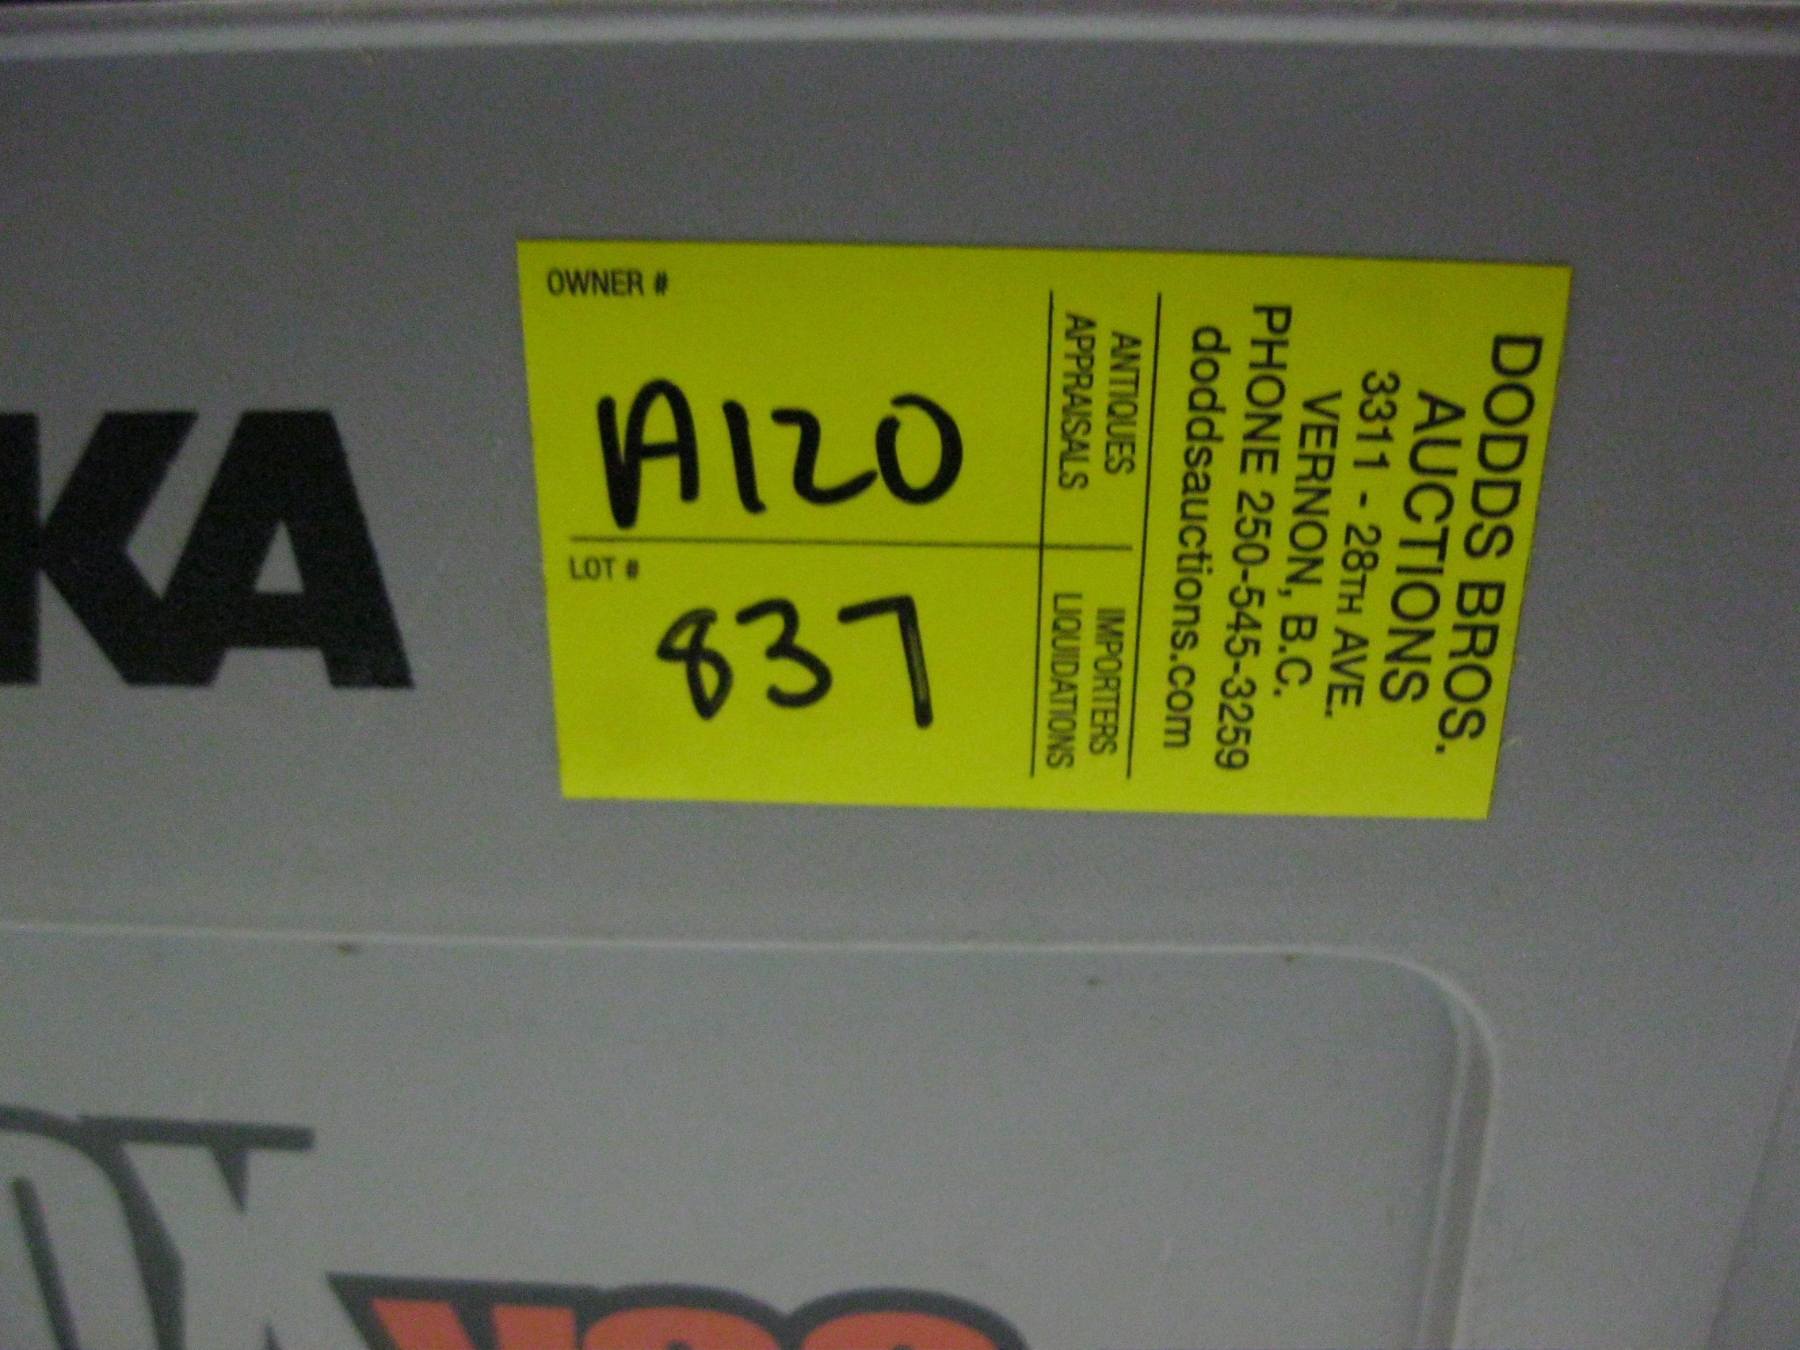 KA
OWNER #
A120
LOT #
837
ANTIQUES
APPRAISALS
IMPORTERS
LIQUIDATIONS
DODDS BROS.
AUCTIONS
3311 - 28TH AVE.
VERNON, B.C.
PHONE 250-545-3259
doddsauctions.com